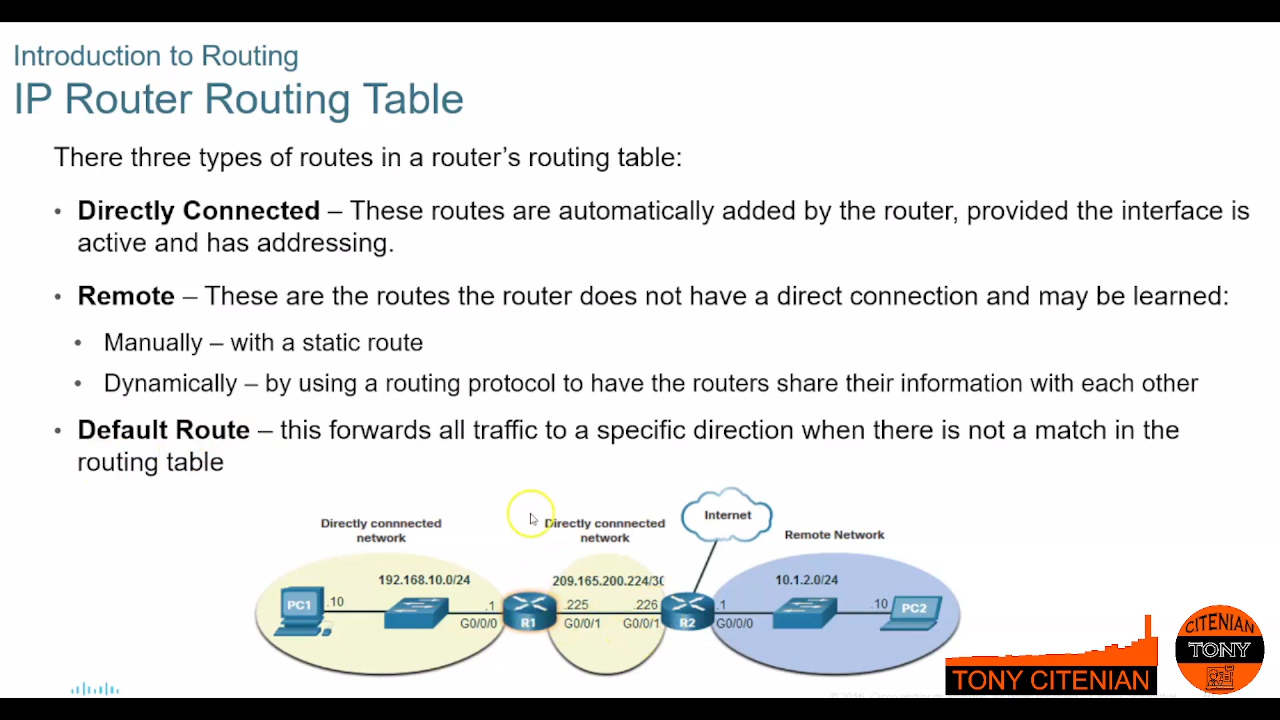 Introduction to Routing
IP Router Routing Table
There three types of routes in a router's routing table:
• Directly Connected – These routes are automatically added by the router, provided the interface is
active and has addressing.
• Remote – These are the routes the router does not have a direct connection and may be learned:
• Manually – with a static route
• Dynamically – by using a routing protocol to have the routers share their information with each other
• Default Route – this forwards all traffic to a specific direction when there is not a match in the
routing table
Directly connnected
network
Directly connnected
network
Internet
Remote Network
192.168.10.0/24
209.165.200.224/30
10.1.2.0/24
PC1
.10
.1
G0/0/0
R1
.225
G0/0/1
.226
G0/0/1
R2
.1
G0/0/0
.10
PC2
TONY CITENIAN
CITENIAN
TONY